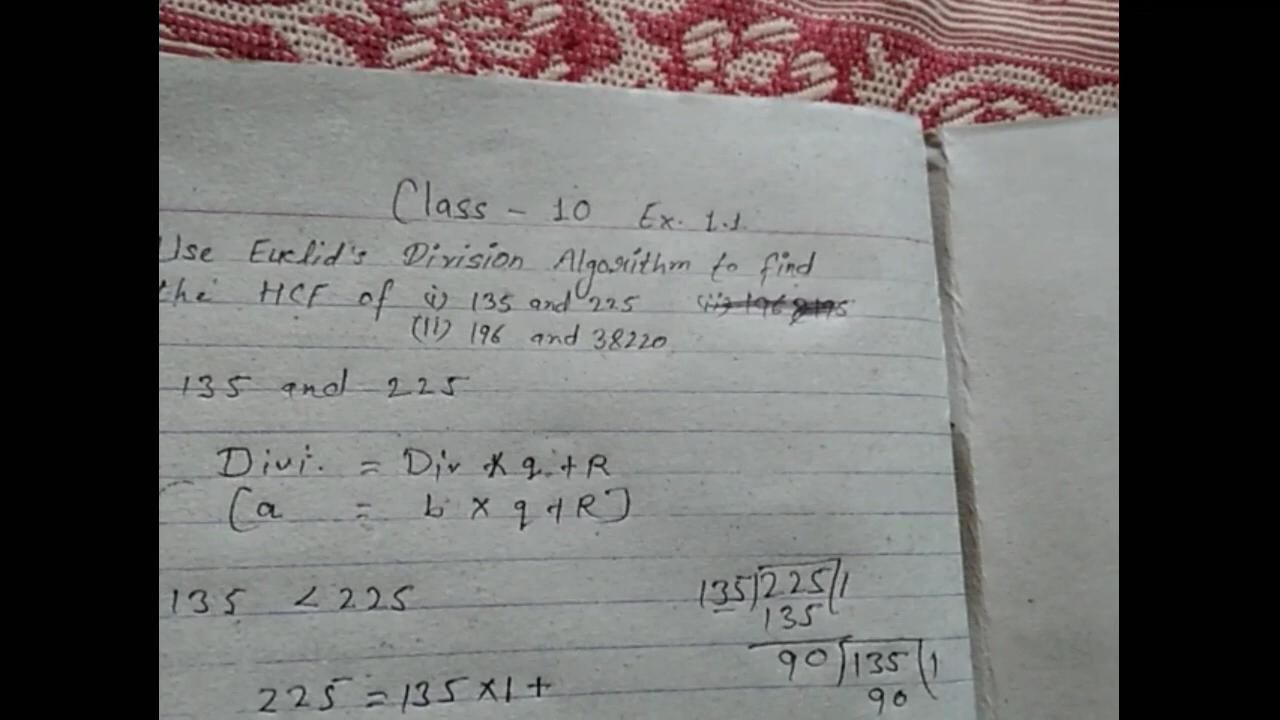 Class - 10 Ex. 1.1.
Use Euclid's Division Algorithm to find
the HCF of (i) 135 and 225
(ii) 196 and 38220
135 and 225
Divi. = Div × q + R
[a = b × q + R]
135 < 225
135)225(1
135
90)135(1
90
225 = 135 × 1 +